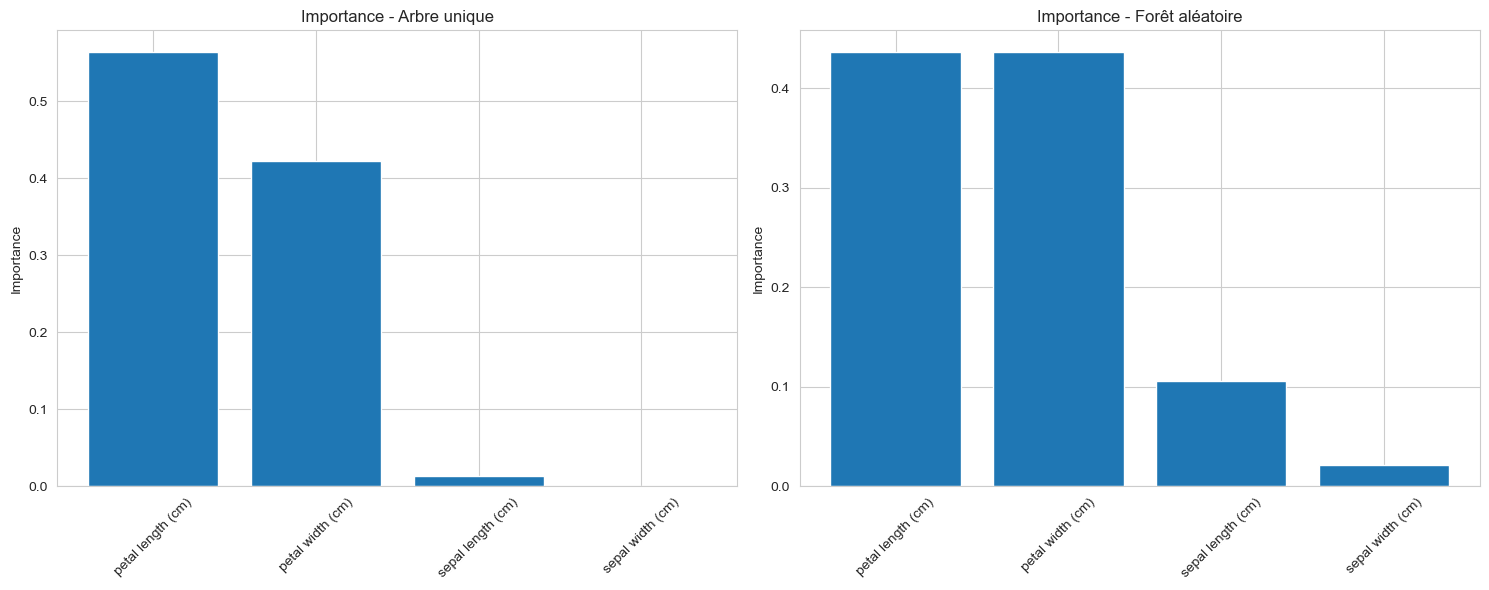 Importance - Arbre unique
Importance
0.5
0.4
0.3
0.2
0.1
0.0
petal length (cm)
petal width (cm)
sepal length (cm)
sepal width (cm)
Importance - Forêt aléatoire
Importance
0.4
0.3
0.2
0.1
0.0
petal length (cm)
petal width (cm)
sepal length (cm)
sepal width (cm)